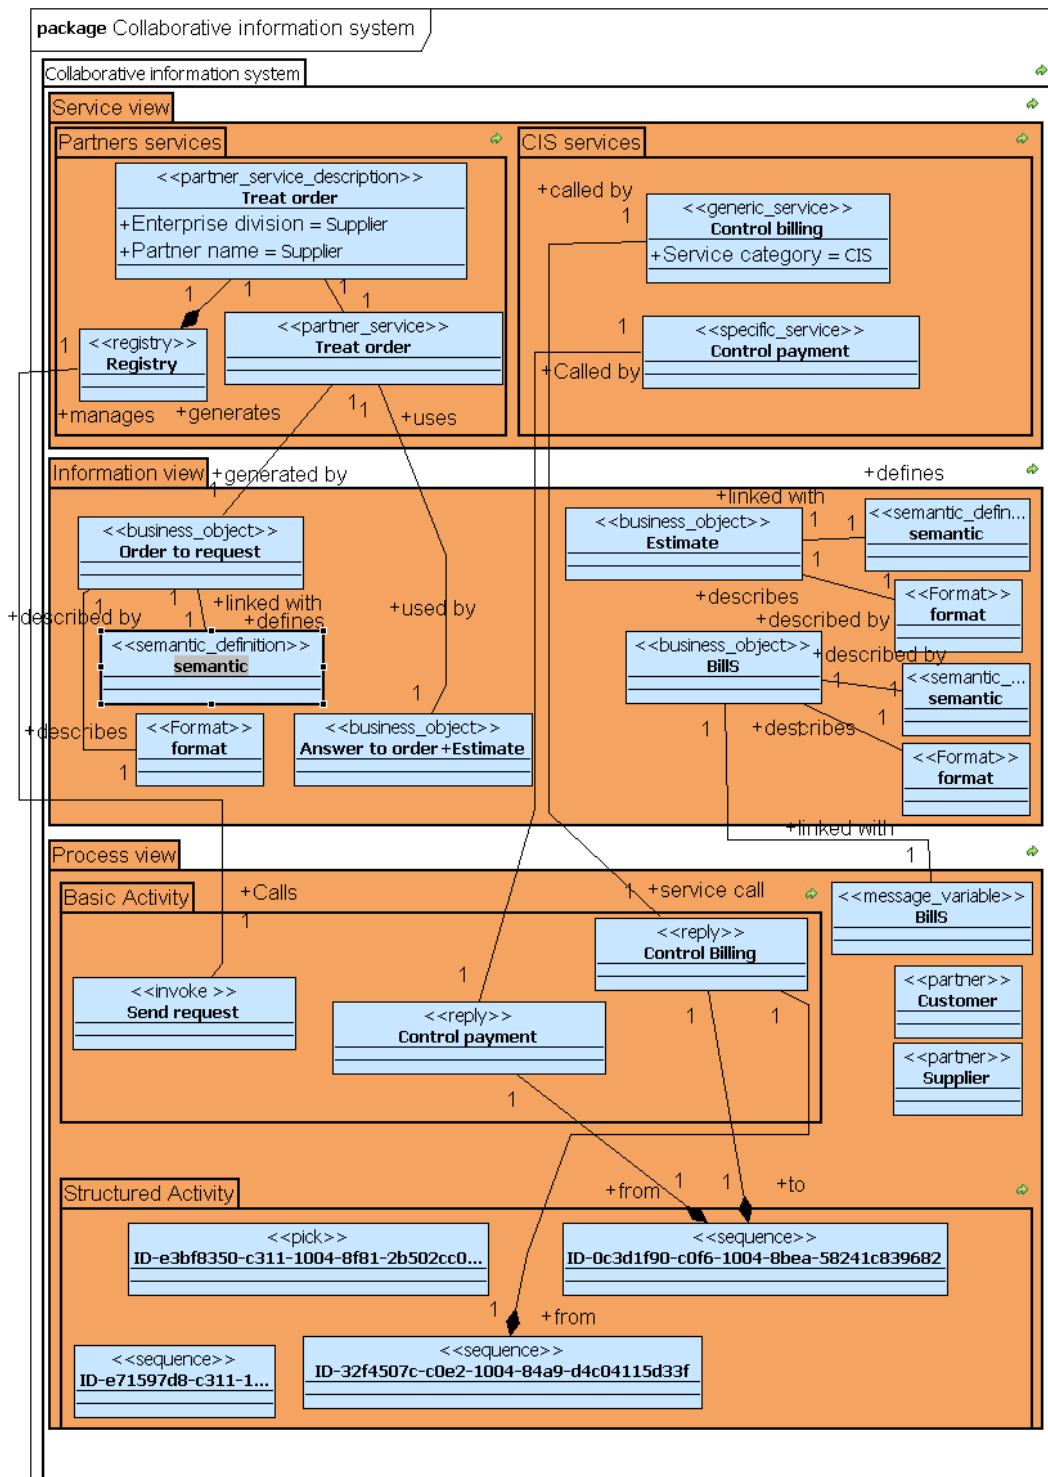 package Collaborative information system
Collaborative information system
Service view
Partners services
<<partner_service_description>>
Treat order
+Enterprise division = Supplier
+Partner name = Supplier
1
1
1
1
<<registry>>
Registry
1
<<partner_service>>
Treat order
+manages
+generates
1
1
+uses
CIS services
+called by
1
<<generic_service>>
Control billing
+Service category = CIS
1
<<specific_service>>
Control payment
+Called by
Information view
+generated by
1
<<business_object>>
Order to request
+described by
1
1
1
+linked with
+defines
<<semantic_definition>>
semantic
+describes
1
<<Format>>
format
+used by
1
<<business_object>>
Answer to order +Estimate
+defines
+linked with
<<business_object>>
Estimate
1
1
<<semantic_defin...
semantic
1
1
+describes
+described by
<<Format>>
format
<<business_object>>
BillS
+described by
1
1
<<semantic_...
semantic
1
1
+describes
1
<<Format>>
format
+linked with
1
Process view
Basic Activity
+Calls
1
1
+service call
<<message_variable>>
BillS
<<reply>>
Control Billing
<<invoke >>
Send request
1
<<reply>>
Control payment
1
1
1
<<partner>>
Customer
<<partner>>
Supplier
Structured Activity
+from
1
1
+to
<<pick>>
ID-e3bf8350-c311-1004-8f81-2b502cc0...
<<sequence>>
ID-0c3d1f90-c0f6-1004-8bea-58241c839682
1
+from
<<sequence>>
ID-e71597d8-c311-1...
<<sequence>>
ID-32f4507c-c0e2-1004-84a9-d4c04115d33f